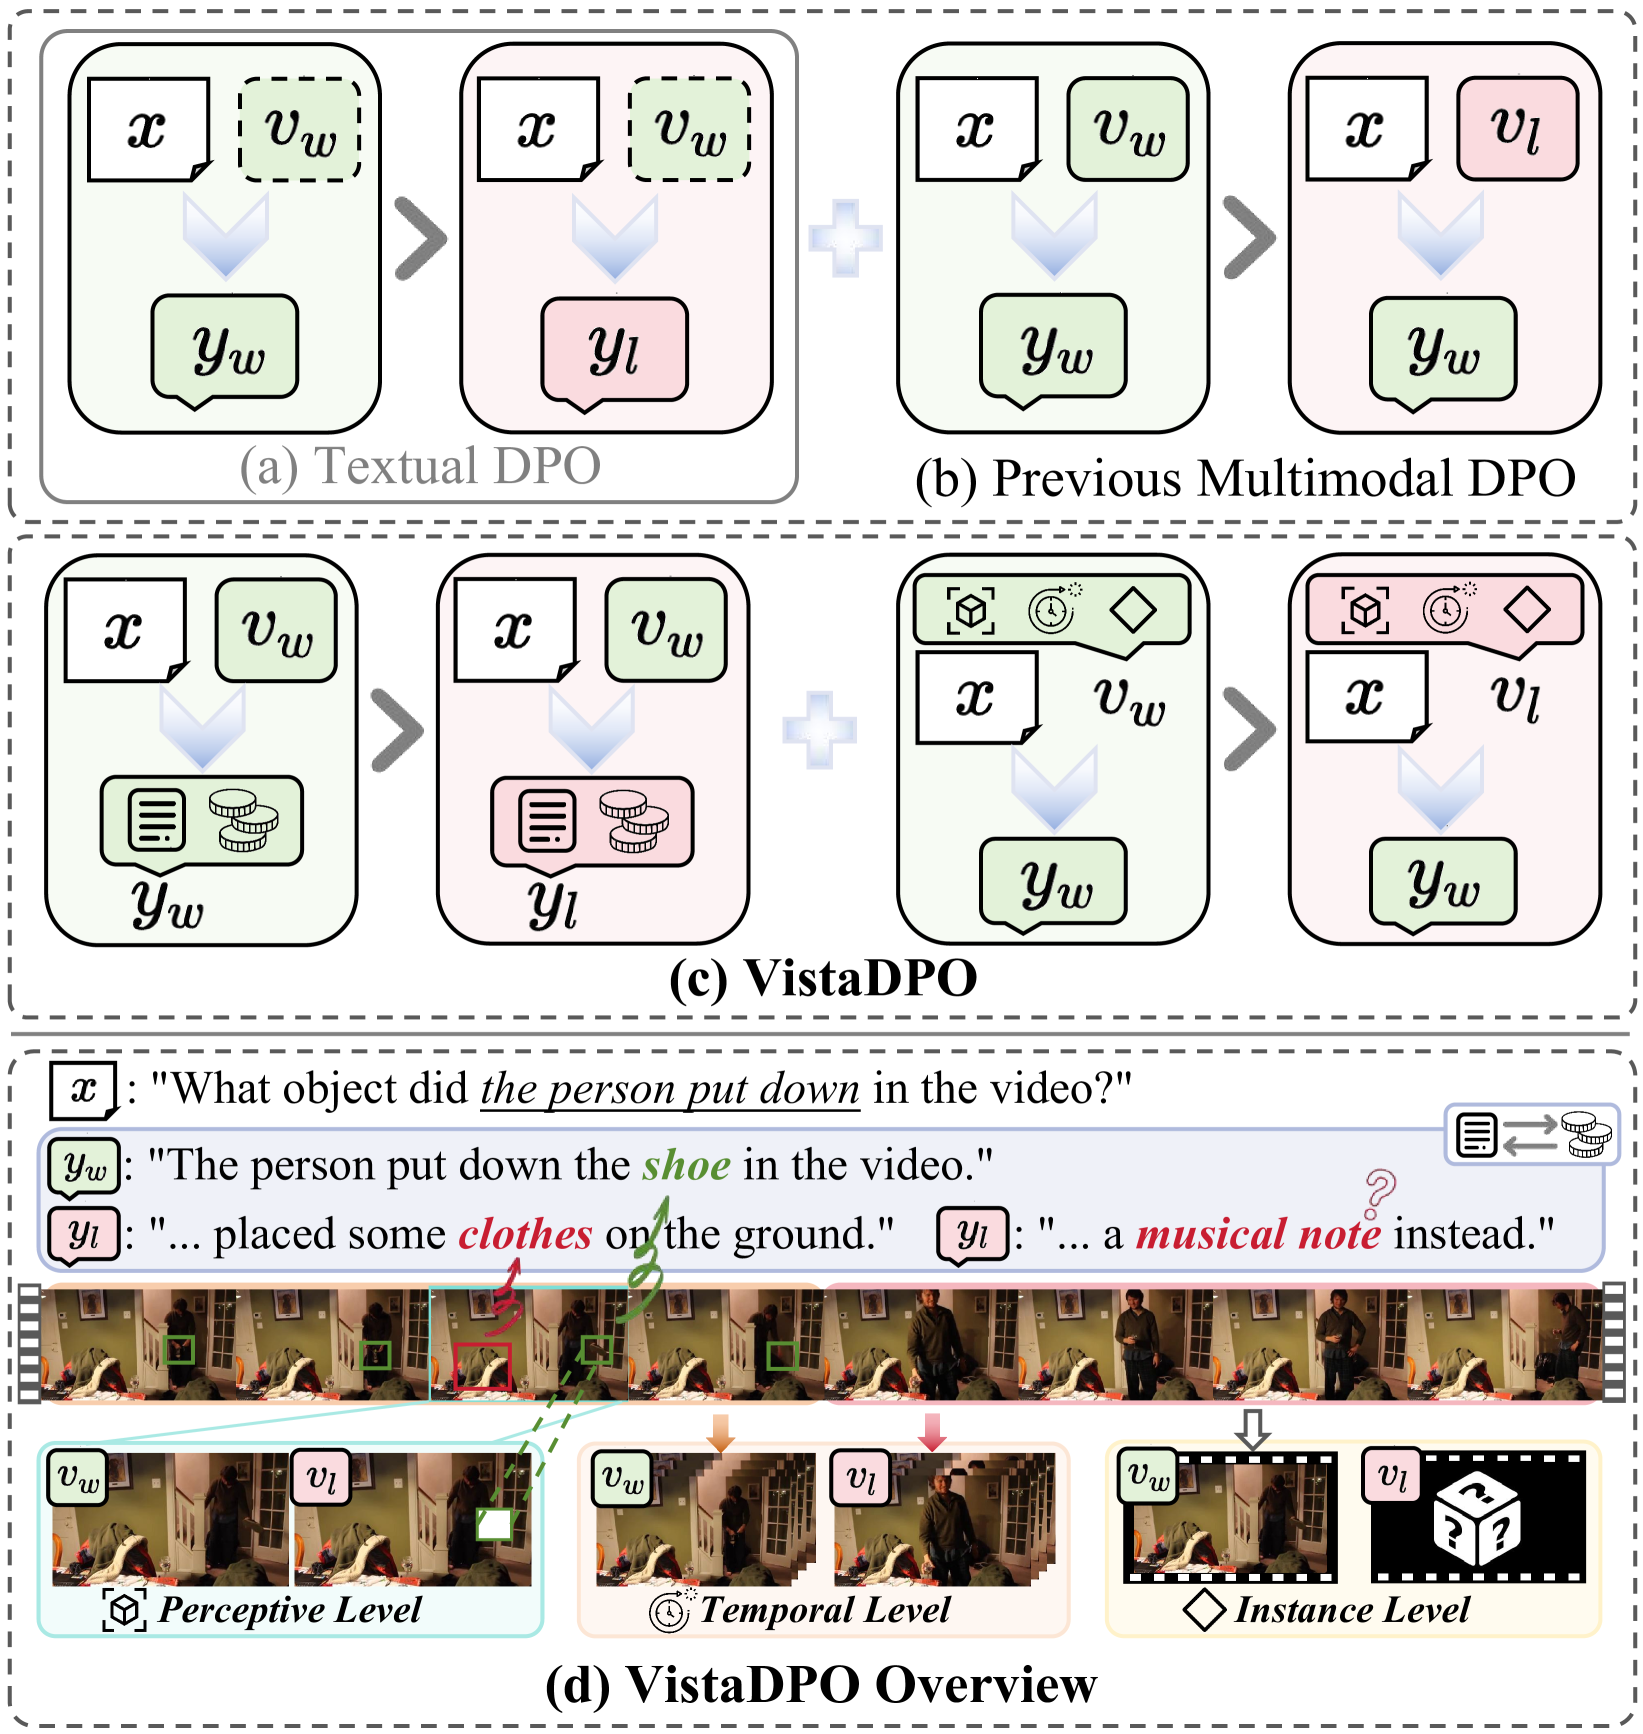 x v_w x v_w x v_w x v_l
y_w y_l y_w y_w
(a) Textual DPO
(b) Previous Multimodal DPO
x v_w x v_w x v_w x v_l
y_w y_l y_w y_w
(c) VistaDPO
x : "What object did the person put down in the video?"
y_w : "The person put down the shoe in the video."
?
y_l : "... placed some clothes on the ground."
y_l : "... a musical note instead."
v_w v_l v_w v_l v_w v_l
? ? ?
Perceptive Level
Temporal Level
Instance Level
(d) VistaDPO Overview